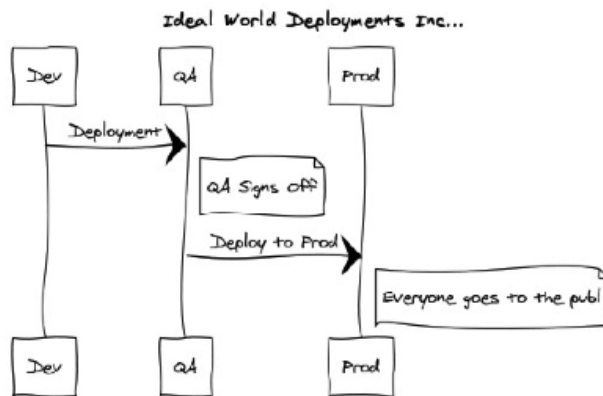 Ideal World Deployments Inc...
Dev QA Prod
Deployment
QA Signs off
Deploy to Prod
Everyone goes to the publ
Dev QA Prod